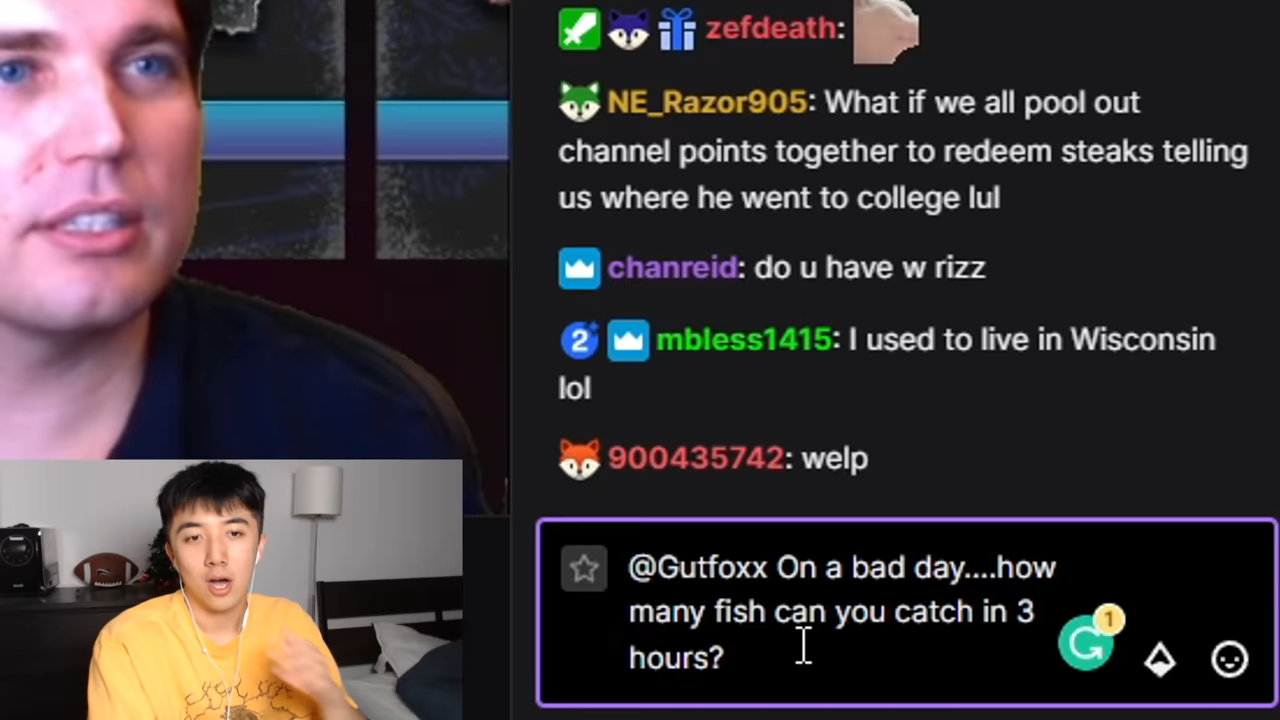 zefdeath:
NE_Razor905: What if we all pool out
channel points together to redeem steaks telling
us where he went to college lul
chanreid: do u have w rizz
2 mbless1415: I used to live in Wisconsin
lol
900435742: welp
@Gutfoxx On a bad day....how
many fish can you catch in 3
hours?
1